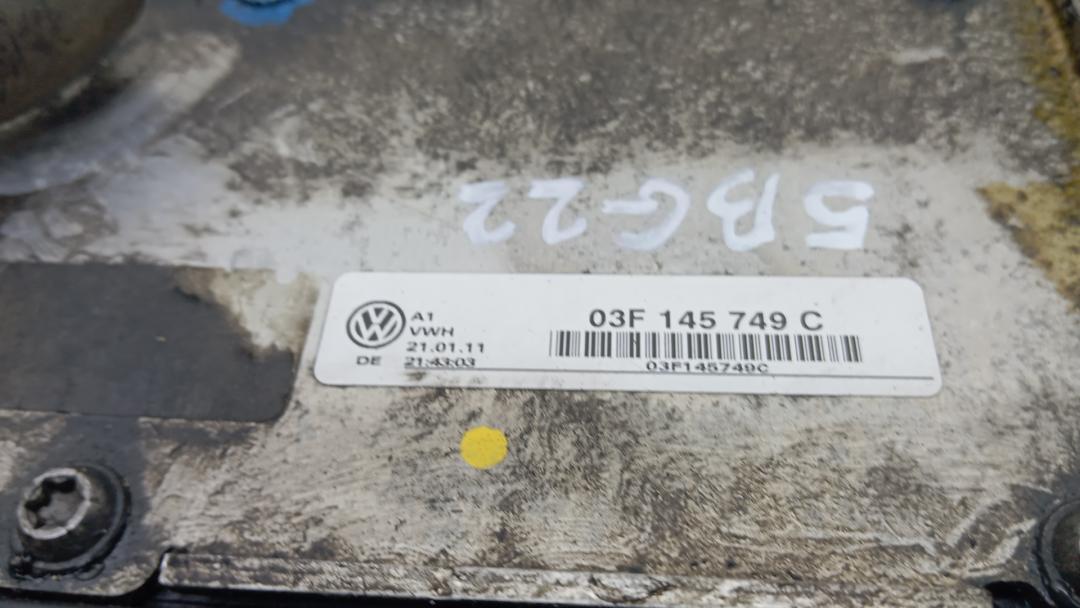 5BG22
A1
VWH
21.01.11
DE 21:43:03
03F 145 749 C
03F145749C